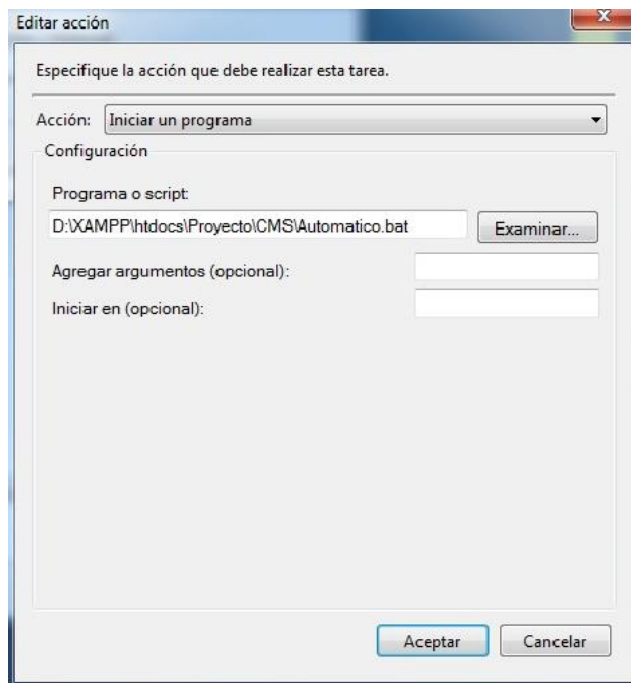 Editar acción
Especifique la acción que debe realizar esta tarea.
Acción: Iniciar un programa
Configuración
Programa o script:
D:\XAMPP\htdocs\Proyecto\CMS\Automatico.bat Examinar...
Agregar argumentos (opcional):
Iniciar en (opcional):
Aceptar Cancelar